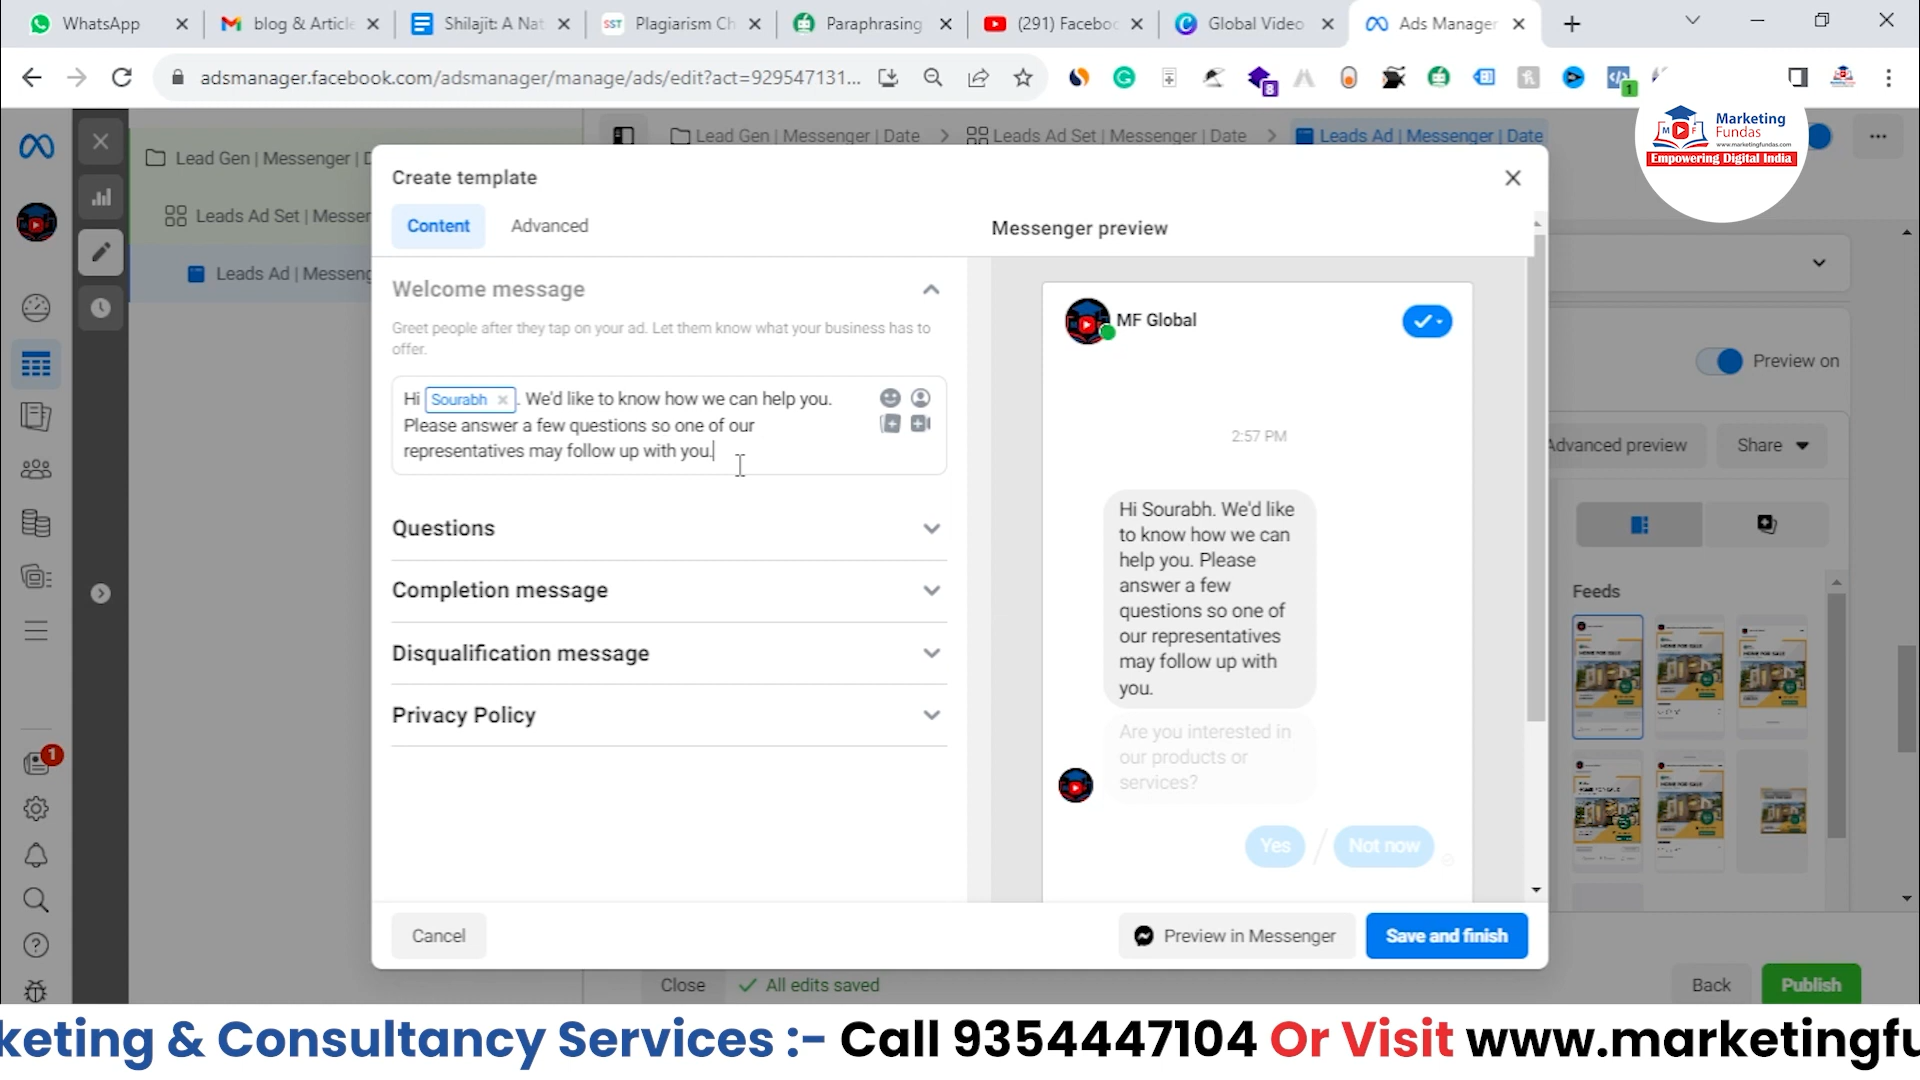 WhatsApp
blog & Article
Shilajit: A Nat
SST
Plagiarism Ch
Paraphrasing
(291) Facebo
Global Video
Ads Manager
adsmanager.facebook.com/adsmanager/manage/ads/edit?act=929547131...
8
1
Marketing
Fundas
www.marketingfundas.com
Empowering Digital India
Lead Gen | Messenger | D
Lead Gen | Messenger | Date
Leads Ad Set | Messenger | Date
Leads Ad | Messenger | Date
Leads Ad Set | Messen
Leads Ad | Messeng
Create template
Content
Advanced
Messenger preview
Welcome message
Greet people after they tap on your ad. Let them know what your business has to
offer.
Hi Sourabh . We'd like to know how we can help you.
Please answer a few questions so one of our
representatives may follow up with you.
Questions
Completion message
Disqualification message
Privacy Policy
MF Global
2:57 PM
Hi Sourabh. We'd like
to know how we can
help you. Please
answer a few
questions so one of
our representatives
may follow up with
you.
Are you interested in
our products or
services?
Yes
Not now
Cancel
Preview in Messenger
Save and finish
Preview on
Advanced preview
Share
Feeds
1
Close
All edits saved
Back
Publish
keting & Consultancy Services :- Call 9354447104 Or Visit www.marketingfu